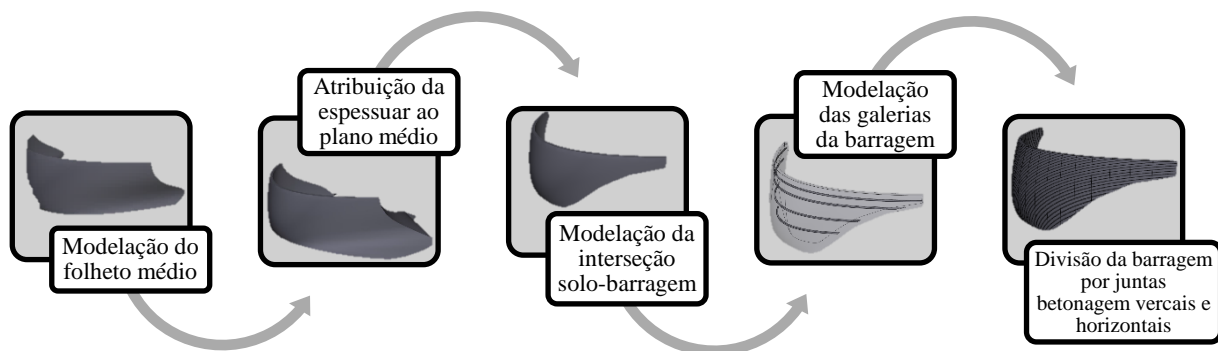 Modelação do
folheto médio
Atribuição da
espessuar ao
plano médio
Modelação da
interseção
solo-barragem
Modelação
das galerias
da barragem
Divisão da barragem
por juntas
betonagem vercais e
horizontais